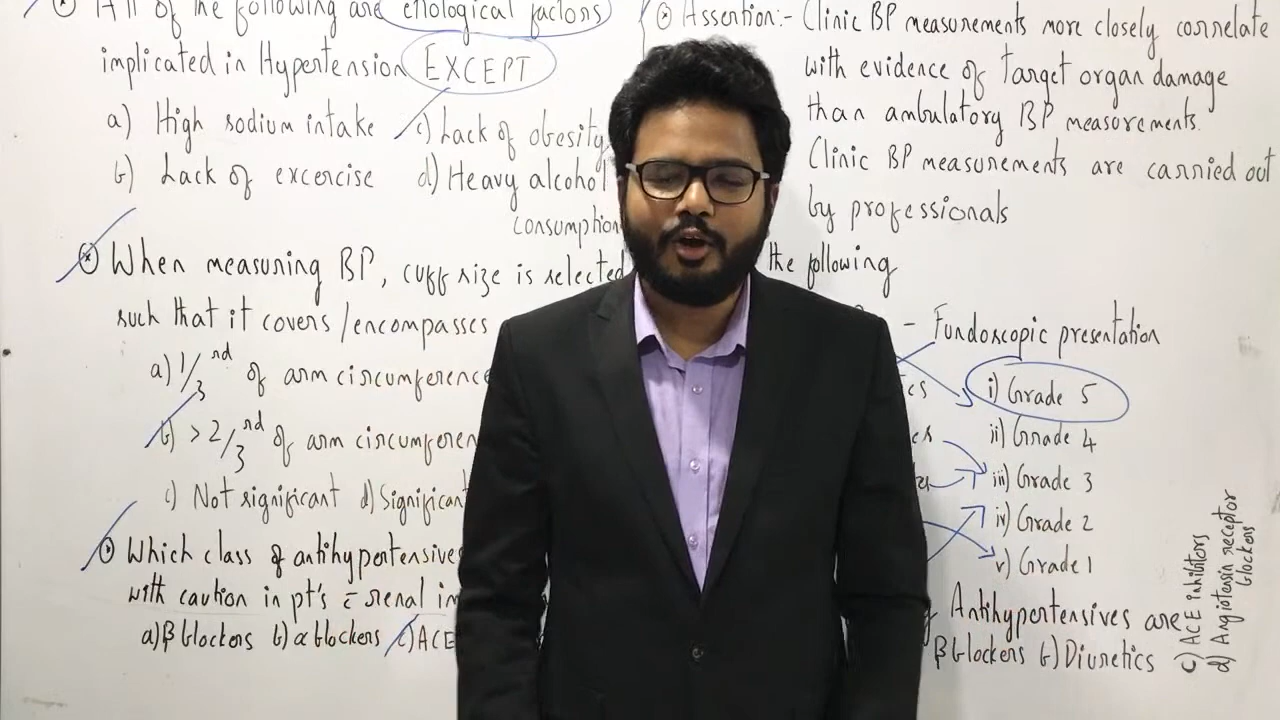 All of the following are etiological factors
implicated in Hypertension EXCEPT
a) High sodium intake c) Lack of obesity
b) Lack of excercise d) Heavy alcohol
consumption
When measuring BP, cuff size is selected
such that it covers/encompasses
a) 1/3rd of arm circumference
b) > 2/3rd of arm circumferen
c) Not significant d) Significant
Which class of antihypertensives
with caution in pt's c̄ renal im
a) β blockers b) α blockers c) ACE
Assertion:- Clinic BP measurements more closely correlate
with evidence of Target organ damage
than ambulatory BP measurements.
Clinic BP measurements are carried out
by professionals
the following
- Fundoscopic presentation
i) Grade 5
ii) Grade 4
iii) Grade 3
iv) Grade 2
v) Grade 1
Antihypertensives are
β blockers b) Diuretics
c) ACE inhibitors
d) Angiotensin receptor
blockers